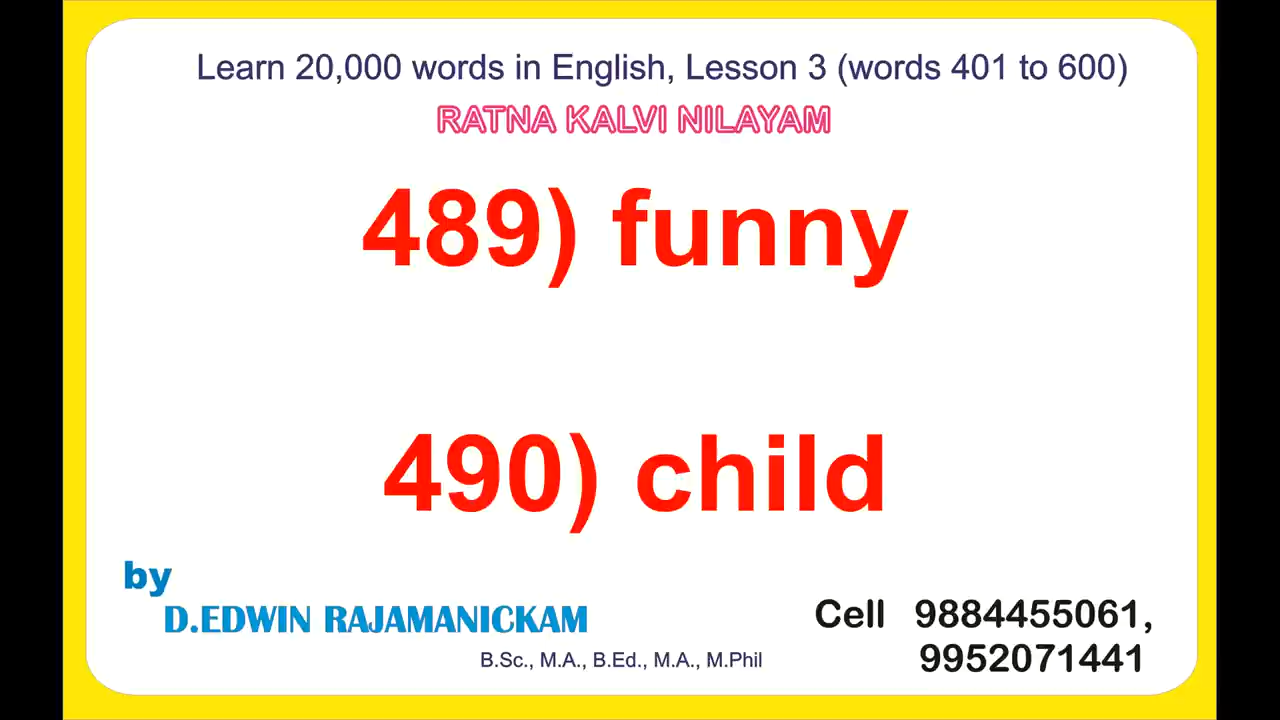 Learn 20,000 words in English, Lesson 3 (words 401 to 600)
RATNA KALVI NILAYAM
489) funny
490) child
by
D.EDWIN RAJAMANICKAM
B.Sc., M.A., B.Ed., M.A., M.Phil
Cell 9884455061,
9952071441